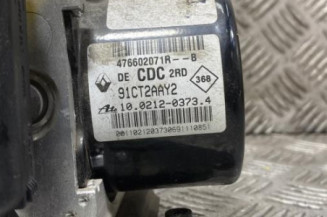 476602071R--B
DE CDC 2RD
91CT2AAY2
368
10.0212-0373.4